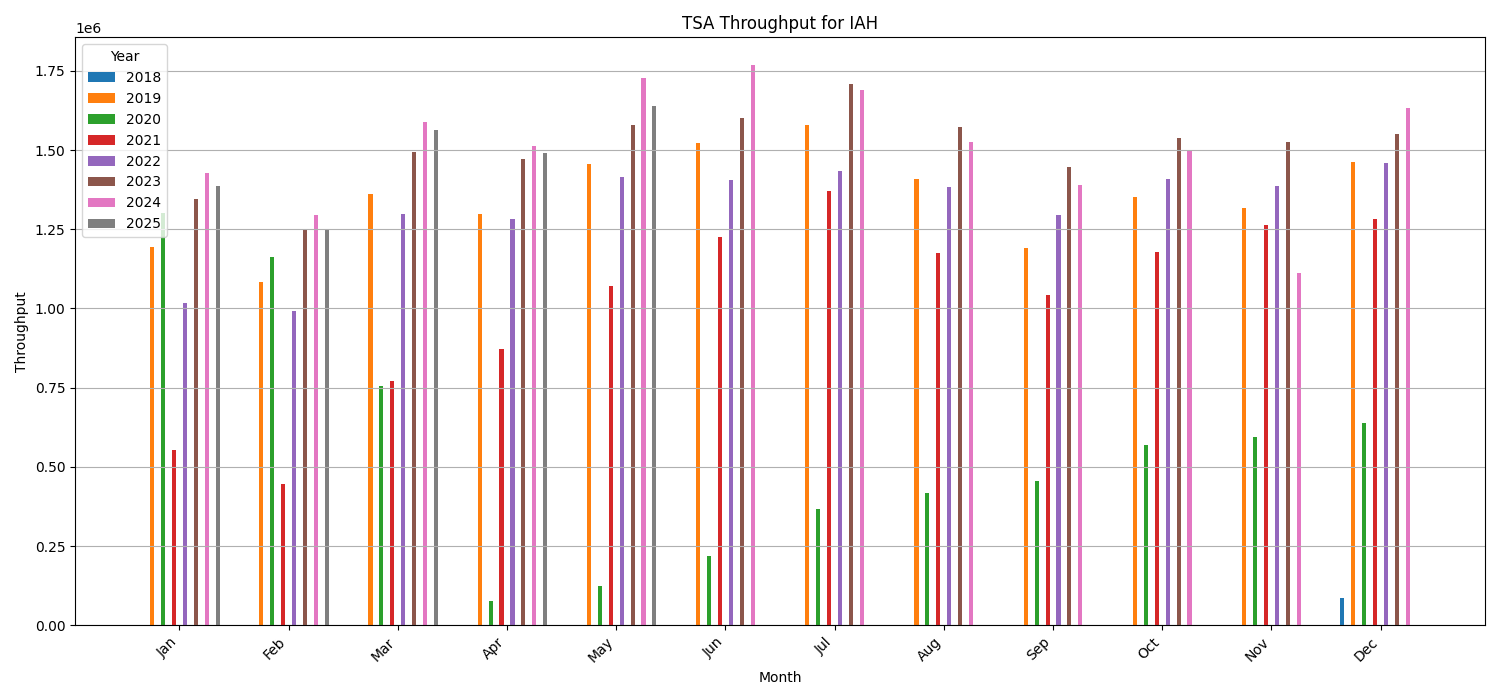 TSA Throughput for IAH
1e6
Year
2018
2019
2020
2021
2022
2023
2024
2025
1.75
1.50
1.25
1.00
0.75
0.50
0.25
0.00
Throughput
Jan
Feb
Mar
Apr
May
Jun
Jul
Aug
Sep
Oct
Nov
Dec
Month